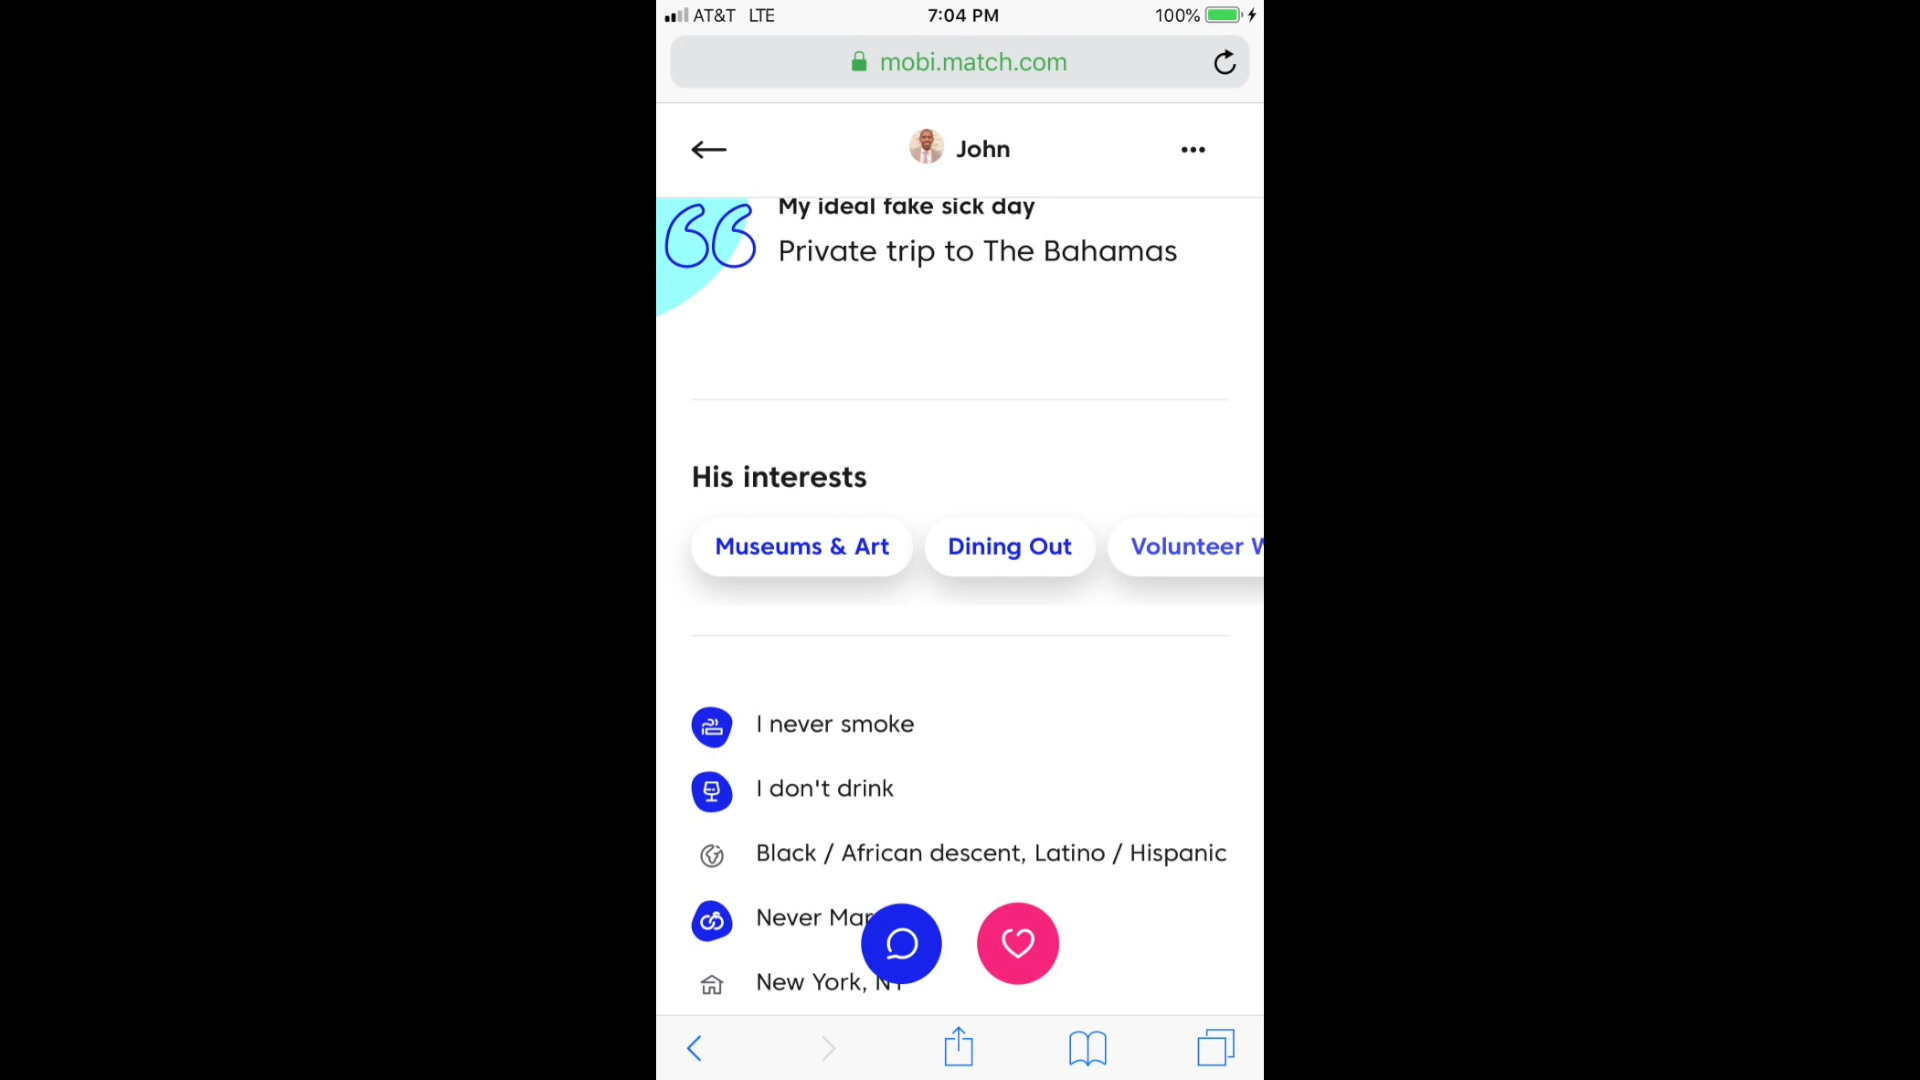 AT&T LTE 7:04 PM 100%
mobi.match.com
John
My ideal fake sick day
Private trip to The Bahamas
His interests
Museums & Art Dining Out Volunteer
I never smoke
I don't drink
Black / African descent, Latino / Hispanic
Never
New York,